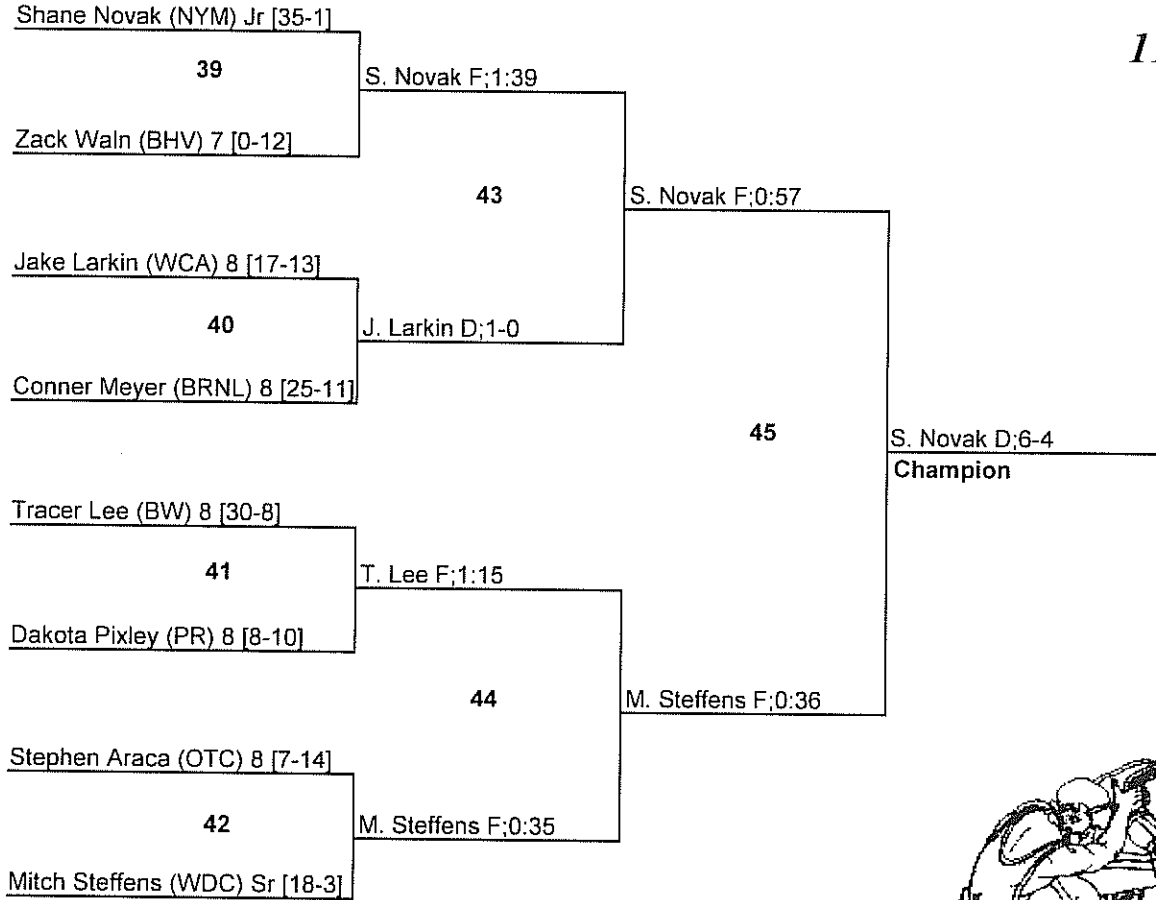 Shane Novak (NYM) Jr [35-1]
39
S. Novak F;1:39
Zack Waln (BHV) 7 [0-12]
43
S. Novak F;0:57
Jake Larkin (WCA) 8 [17-13]
40
J. Larkin D;1-0
Conner Meyer (BRNL) 8 [25-11]
45
S. Novak D;6-4
Champion
Tracer Lee (BW) 8 [30-8]
41
T. Lee F;1:15
Dakota Pixley (PR) 8 [8-10]
44
M. Steffens F;0:36
Stephen Araca (OTC) 8 [7-14]
42
M. Steffens F;0:35
Mitch Steffens (WDC) Sr [18-3]